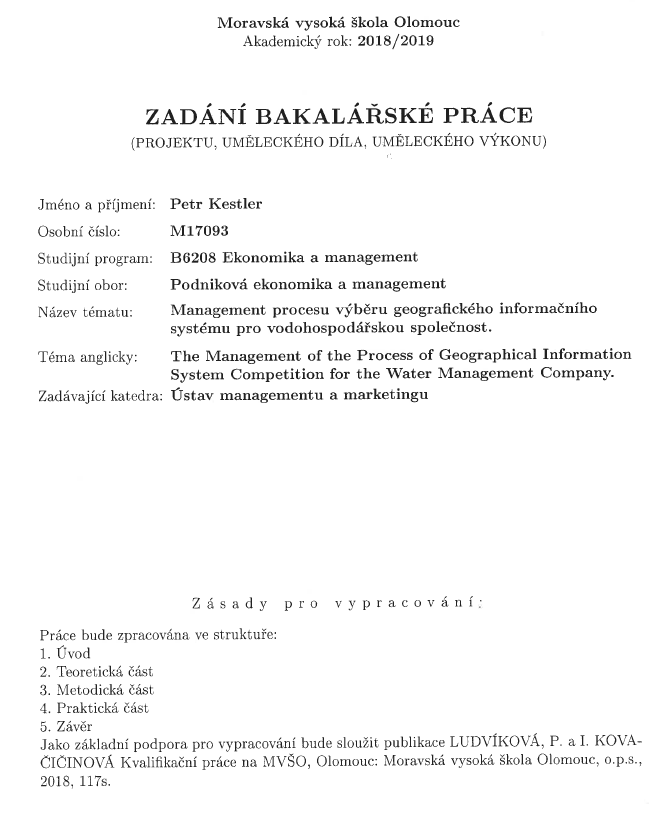 Moravská vysoká škola Olomouc
Akademický rok: 2018/2019
ZADÁNÍ BAKALÁŘSKÉ PRÁCE
(PROJEKTU, UMĚLECKÉHO DÍLA, UMĚLECKÉHO VÝKONU)
Jméno a příjmení: Petr Kestler
Osobní číslo: M17093
Studijní program: B6208 Ekonomika a management
Studijní obor: Podniková ekonomika a management
Název tématu: Management procesu výběru geografického informačního
systému pro vodohospodářskou společnost.
Téma anglicky: The Management of the Process of Geographical Information
System Competition for the Water Management Company.
Zadávající katedra: Ústav managementu a marketingu
Zásady pro vypracování:
Práce bude zpracována ve struktuře:
1. Úvod
2. Teoretická část
3. Metodická část
4. Praktická část
5. Závěr
Jako základní podpora pro vypracování bude sloužit publikace LUDVÍKOVÁ, P. a I. KOVA-
ČIČINOVÁ Kvalifikační práce na MVŠO, Olomouc: Moravská vysoká škola Olomouc, o.p.s.,
2018, 117s.